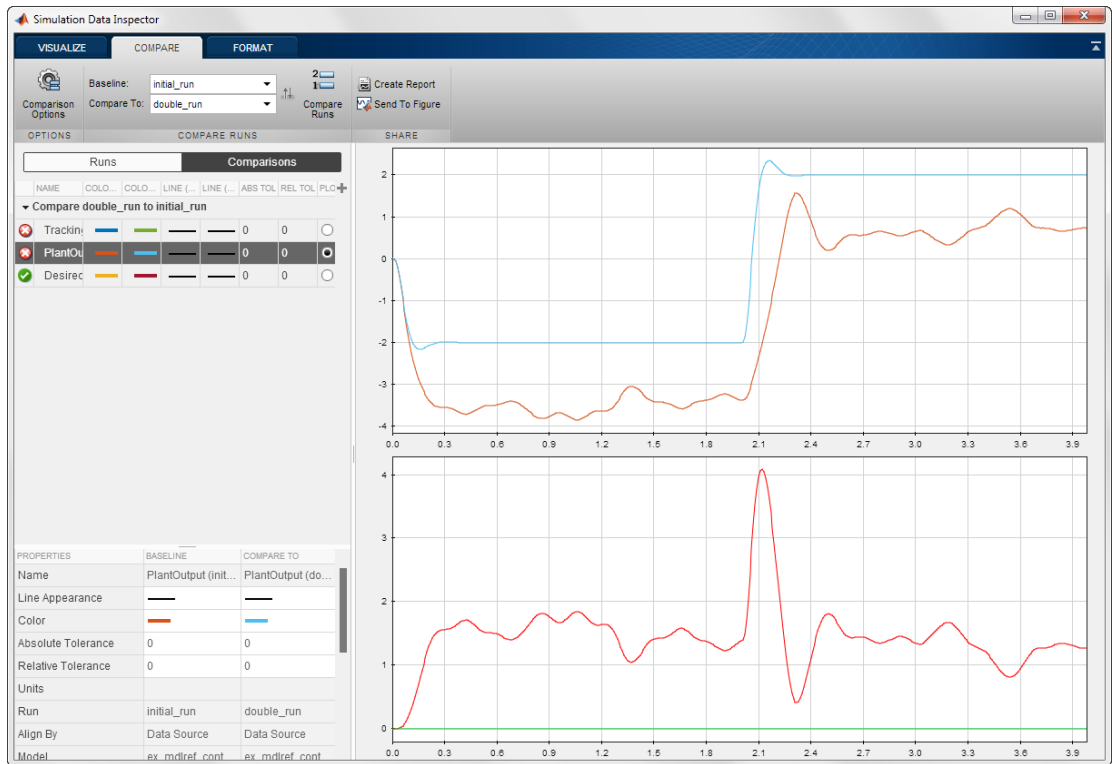 Simulation Data Inspector
VISUALIZE COMPARE FORMAT
Comparison Options
Baseline: initial_run
Compare To: double_run
2
1
Compare Runs
Create Report
Send To Figure
OPTIONS COMPARE RUNS SHARE
Runs Comparisons
NAME COLO... COLO... LINE (... LINE (... ABS TOL REL TOL PLO
Compare double_run to initial_run
Tracking 0 0
PlantOu 0 0
Desired 0 0
PROPERTIES BASELINE COMPARE TO
Name PlantOutput (init... PlantOutput (do...
Line Appearance
Color
Absolute Tolerance 0 0
Relative Tolerance 0 0
Units
Run initial_run double_run
Align By Data Source Data Source
Model ex_mdlref_cont ex_mdlref_cont
2
1
0
-1
-2
-3
-4
0.0 0.3 0.6 0.9 1.2 1.5 1.8 2.1 2.4 2.7 3.0 3.3 3.6 3.9
4
3
2
1
0
0.0 0.3 0.6 0.9 1.2 1.5 1.8 2.1 2.4 2.7 3.0 3.3 3.6 3.9